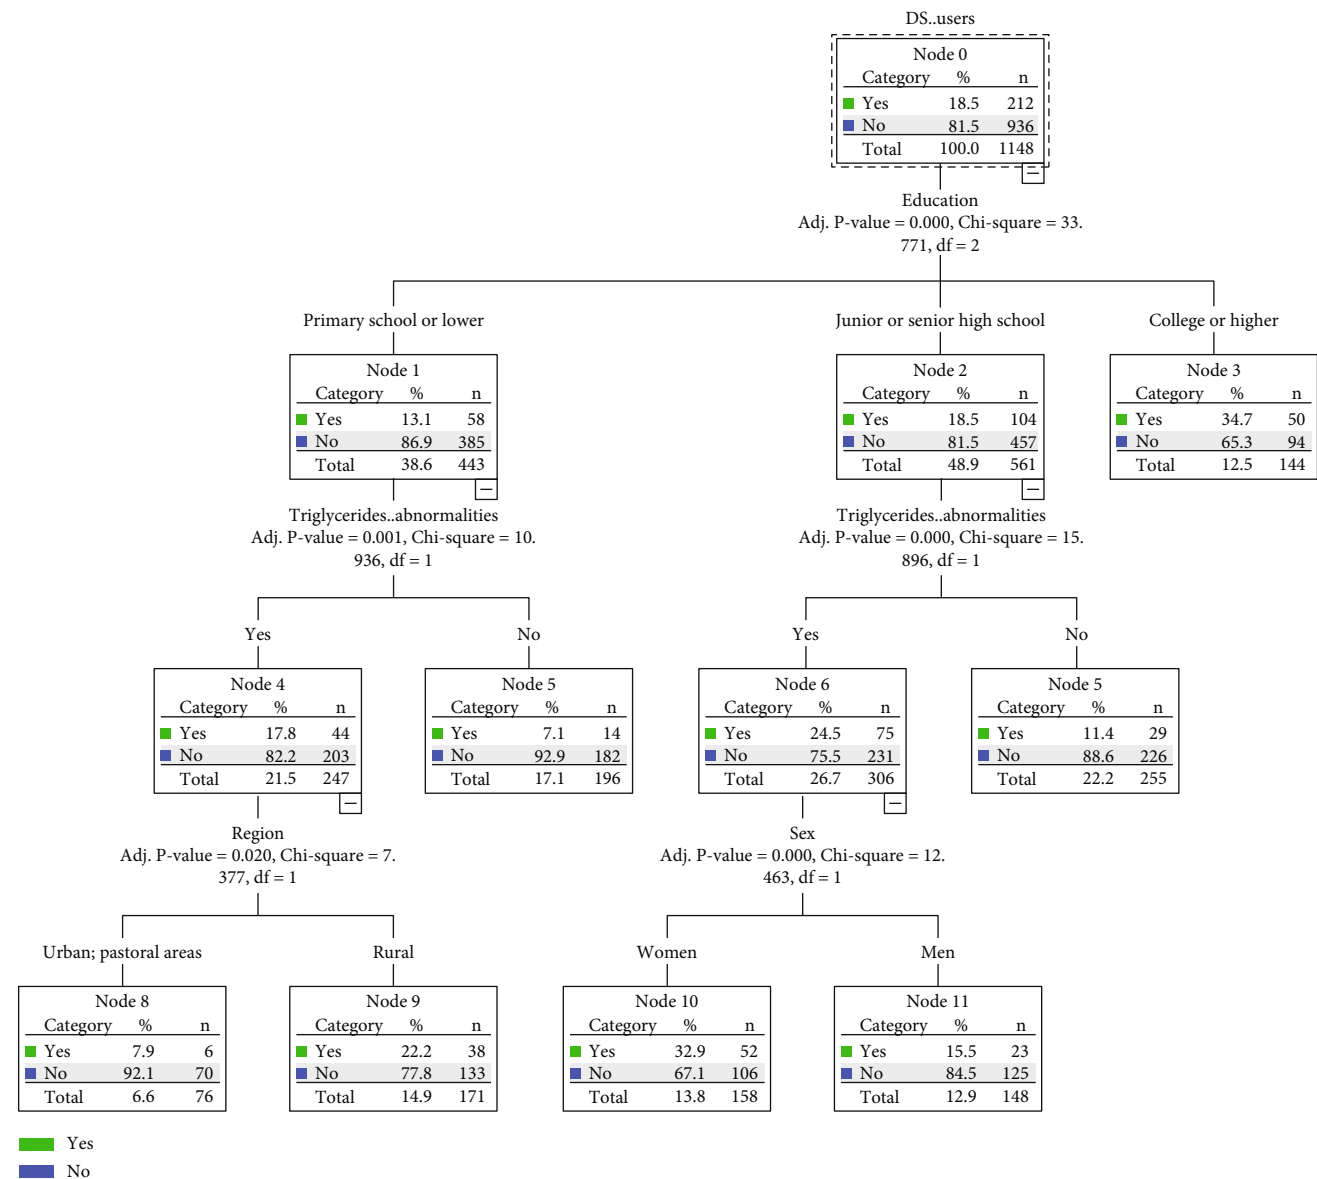 DS..users
Node 0
Category % n
Yes 18.5 212
No 81.5 936
Total 100.0 1148
Education
Adj. P-value = 0.000, Chi-square = 33.
771, df = 2
Primary school or lower
Node 1
Category % n
Yes 13.1 58
No 86.9 385
Total 38.6 443
Triglycerides..abnormalities
Adj. P-value = 0.001, Chi-square = 10.
936, df = 1
Junior or senior high school
Node 2
Category % n
Yes 18.5 104
No 81.5 457
Total 48.9 561
Triglycerides..abnormalities
Adj. P-value = 0.000, Chi-square = 15.
896, df = 1
College or higher
Node 3
Category % n
Yes 34.7 50
No 65.3 94
Total 12.5 144
Yes
Node 4
Category % n
Yes 17.8 44
No 82.2 203
Total 21.5 247
Region
Adj. P-value = 0.020, Chi-square = 7.
377, df = 1
No
Node 5
Category % n
Yes 7.1 14
No 92.9 182
Total 17.1 196
Yes
Node 6
Category % n
Yes 24.5 75
No 75.5 231
Total 26.7 306
Sex
Adj. P-value = 0.000, Chi-square = 12.
463, df = 1
No
Node 5
Category % n
Yes 11.4 29
No 88.6 226
Total 22.2 255
Urban; pastoral areas
Node 8
Category % n
Yes 7.9 6
No 92.1 70
Total 6.6 76
Rural
Node 9
Category % n
Yes 22.2 38
No 77.8 133
Total 14.9 171
Women
Node 10
Category % n
Yes 32.9 52
No 67.1 106
Total 13.8 158
Men
Node 11
Category % n
Yes 15.5 23
No 84.5 125
Total 12.9 148
Yes
No